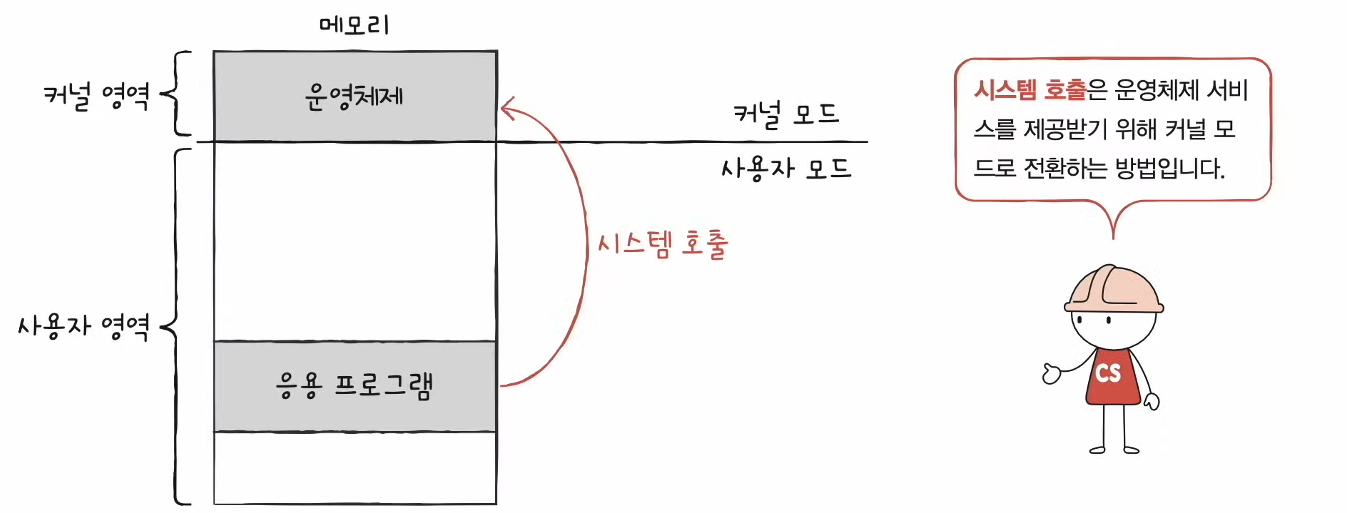 메모리
커널 영역
운영체제
커널 모드
사용자 모드
시스템 호출
사용자 영역
응용 프로그램
시스템 호출은 운영체제 서비
스를 제공받기 위해 커널 모
드로 전환하는 방법입니다.
CS